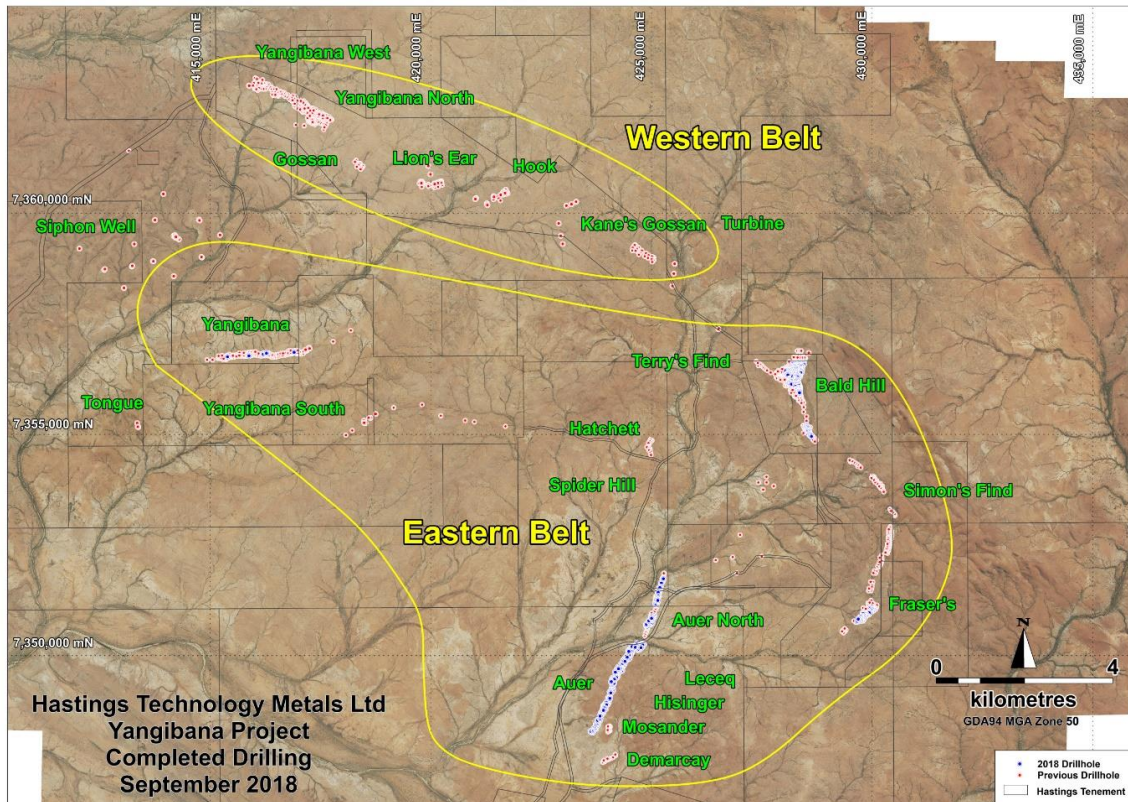 415,000 mE
420,000 mE
425,000 mE
430,000 mE
435,000 mE
Yangibana West
Yangibana North
Western Belt
Gossan
Lion's Ear
Hook
7,360,000 mN
Siphon Well
Kane's Gossan
Turbine
Yangibana
Terry's Find
Bald Hill
Tongue
Yangibana South
7,355,000 mN
Hatchett
Spider Hill
Simon's Find
Eastern Belt
Fraser's
Auer North
7,350,000 mN
N
Auer
Leceq
Hisinger
0 4
kilometres
GDA94 MGA Zone 50
Mosander
Demarcay
Hastings Technology Metals Ltd
Yangibana Project
Completed Drilling
September 2018
2018 Drillhole
Previous Drillhole
Hastings Tenement